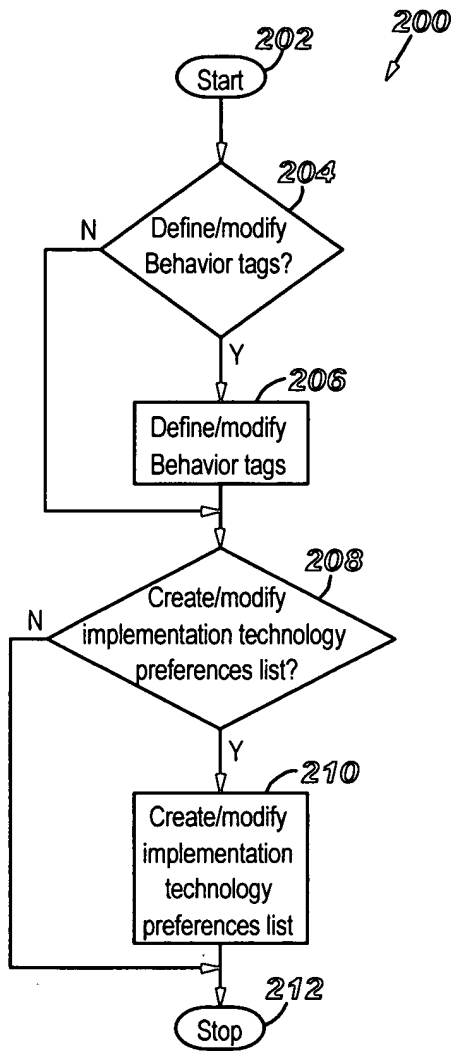 202
200
Start
204
N
Define/modify
Behavior tags?
Y
206
Define/modify
Behavior tags
208
N
Create/modify
implementation technology
preferences list?
Y
210
Create/modify
implementation
technology
preferences list
212
Stop